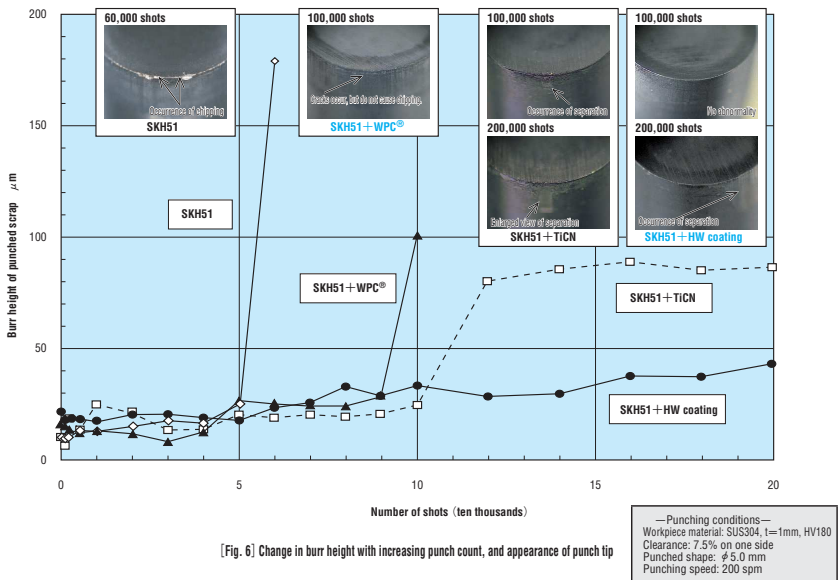 200
150
100
50
0
Burr height of punched scrap μm
60,000 shots
Occurrence of chipping
SKH51
100,000 shots
Cracks occur, but do not cause chipping.
SKH51+WPC®
100,000 shots
Occurrence of separation
200,000 shots
Enlarged view of separation
SKH51+TiCN
100,000 shots
No abnormality
200,000 shots
Occurrence of separation
SKH51+HW coating
SKH51
SKH51+WPC®
SKH51+TiCN
SKH51+HW coating
0
5
10
15
20
Number of shots (ten thousands)
[Fig. 6] Change in burr height with increasing punch count, and appearance of punch tip
—Punching conditions—
Workpiece material: SUS304, t=1mm, HV180
Clearance: 7.5% on one side
Punched shape: φ5.0 mm
Punching speed: 200 spm